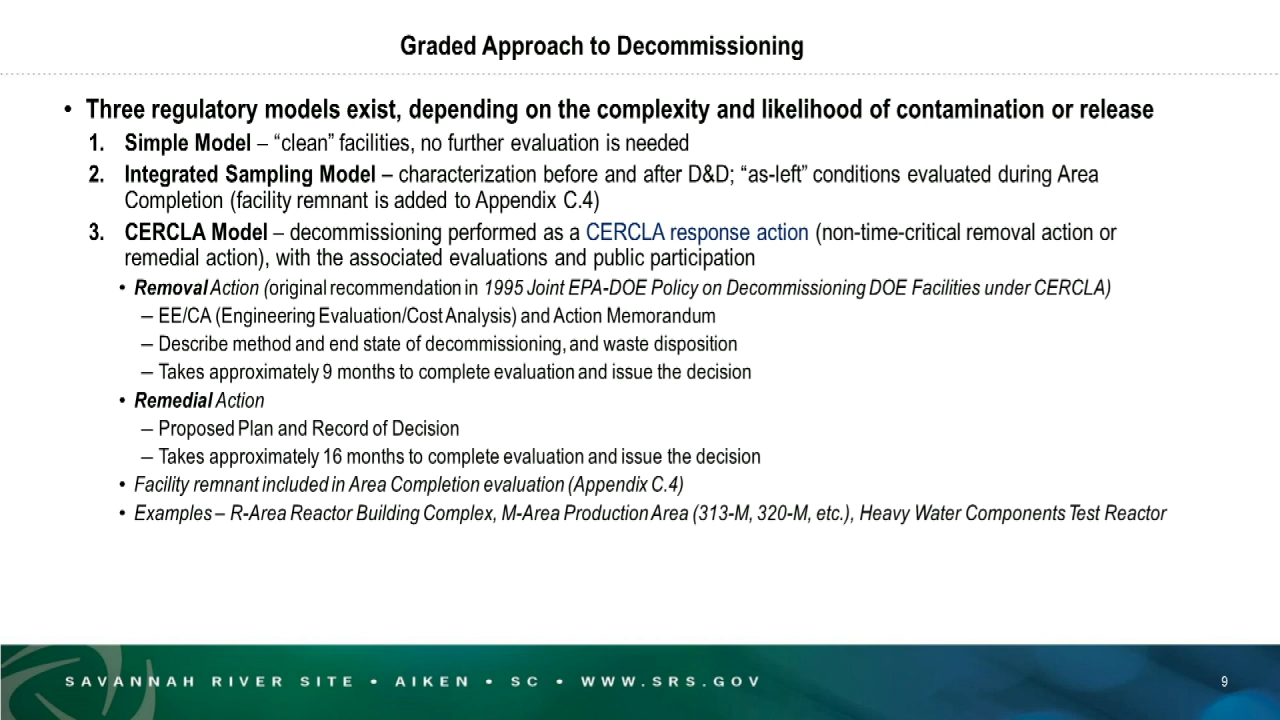 Graded Approach to Decommissioning
• Three regulatory models exist, depending on the complexity and likelihood of contamination or release
1. Simple Model – “clean” facilities, no further evaluation is needed
2. Integrated Sampling Model – characterization before and after D&D; “as-left” conditions evaluated during Area
Completion (facility remnant is added to Appendix C.4)
3. CERCLA Model – decommissioning performed as a CERCLA response action (non-time-critical removal action or
remedial action), with the associated evaluations and public participation
• Removal Action (original recommendation in 1995 Joint EPA-DOE Policy on Decommissioning DOE Facilities under CERCLA)
– EE/CA (Engineering Evaluation/Cost Analysis) and Action Memorandum
– Describe method and end state of decommissioning, and waste disposition
– Takes approximately 9 months to complete evaluation and issue the decision
• Remedial Action
– Proposed Plan and Record of Decision
– Takes approximately 16 months to complete evaluation and issue the decision
• Facility remnant included in Area Completion evaluation (Appendix C.4)
• Examples – R-Area Reactor Building Complex, M-Area Production Area (313-M, 320-M, etc.), Heavy Water Components Test Reactor
SAVANNAH RIVER SITE • AIKEN • SC • WWW.SRS.GOV
9